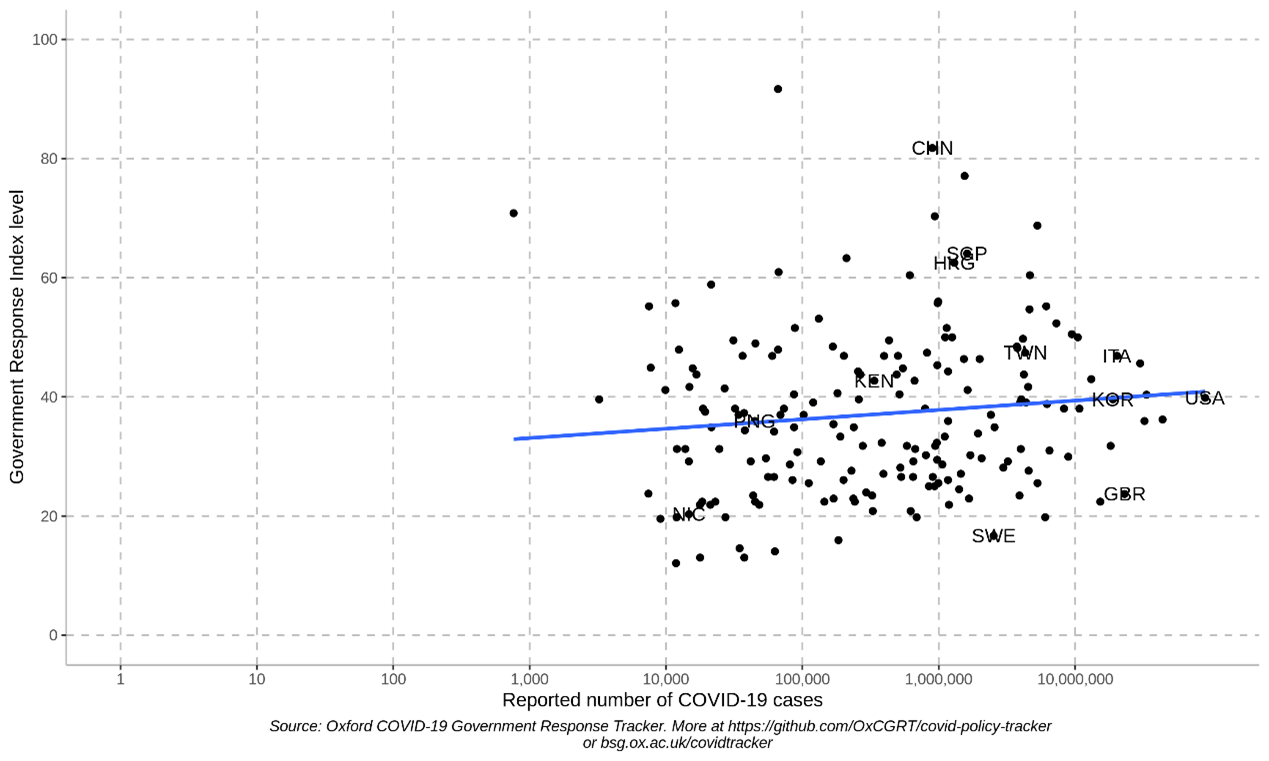 100
80
60
40
20
0
Government Response Index level
CHN
SGP
HKG
TWN
ITA
KEN
KOR
USA
PNG
GBR
NIC
SWE
1 10 100 1,000 10,000 100,000 1,000,000 10,000,000
Reported number of COVID-19 cases
Source: Oxford COVID-19 Government Response Tracker. More at https://github.com/OxCGRT/covid-policy-tracker
or bsg.ox.ac.uk/covidtracker